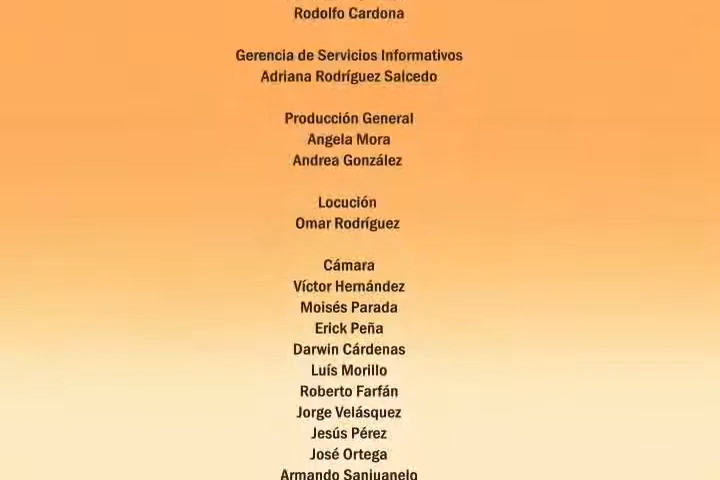 Rodolfo Cardona
Gerencia de Servicios Informativos
Adriana Rodríguez Salcedo
Producción General
Angela Mora
Andrea González
Locución
Omar Rodríguez
Cámara
Víctor Hernández
Moisés Parada
Erick Peña
Darwin Cárdenas
Luís Morillo
Roberto Farfán
Jorge Velásquez
Jesús Pérez
José Ortega
Armando Sanjuanelo